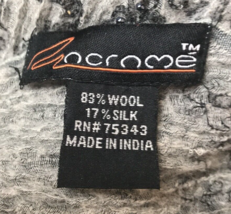 Macramé™
83% WOOL
17% SILK
RN# 75343
MADE IN INDIA